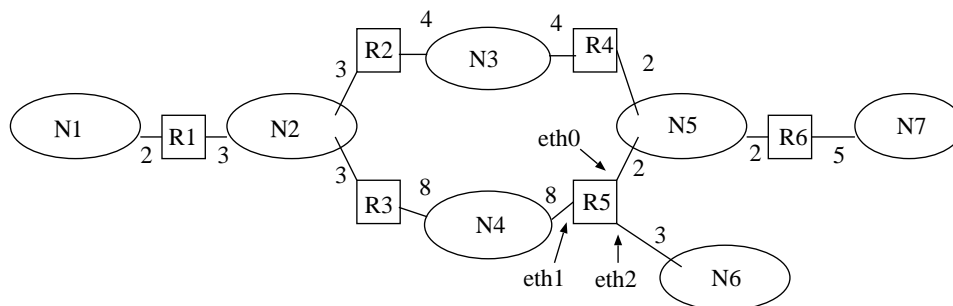 4 4
R2 N3 R4
3 2
N1 R1 N2 N5 R6 N7
2 3 eth0 2 5
3 8 8 2
R3 N4 R5
3
eth1 eth2 N6